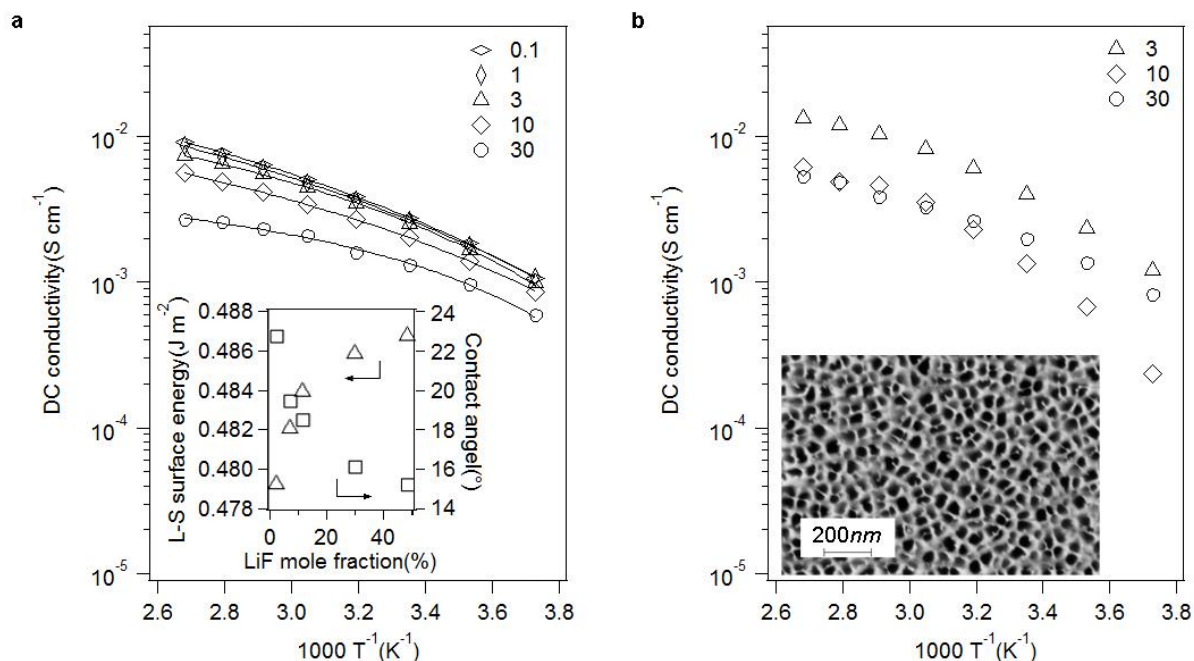 a
0.1
1
3
10
30
DC conductivity(S cm⁻¹)
10⁻²
10⁻³
10⁻⁴
10⁻⁵
2.6 2.8 3.0 3.2 3.4 3.6 3.8
1000 T⁻¹(K⁻¹)
L-S surface energy(J m⁻²)
0.488
0.486
0.484
0.482
0.480
0.478
24
22
20
18
16
14
Contact angel(°)
0 20 40
LiF mole fraction(%)
b
3
10
30
DC conductivity(S cm⁻¹)
10⁻²
10⁻³
10⁻⁴
10⁻⁵
200nm
2.6 2.8 3.0 3.2 3.4 3.6 3.8
1000 T⁻¹(K⁻¹)